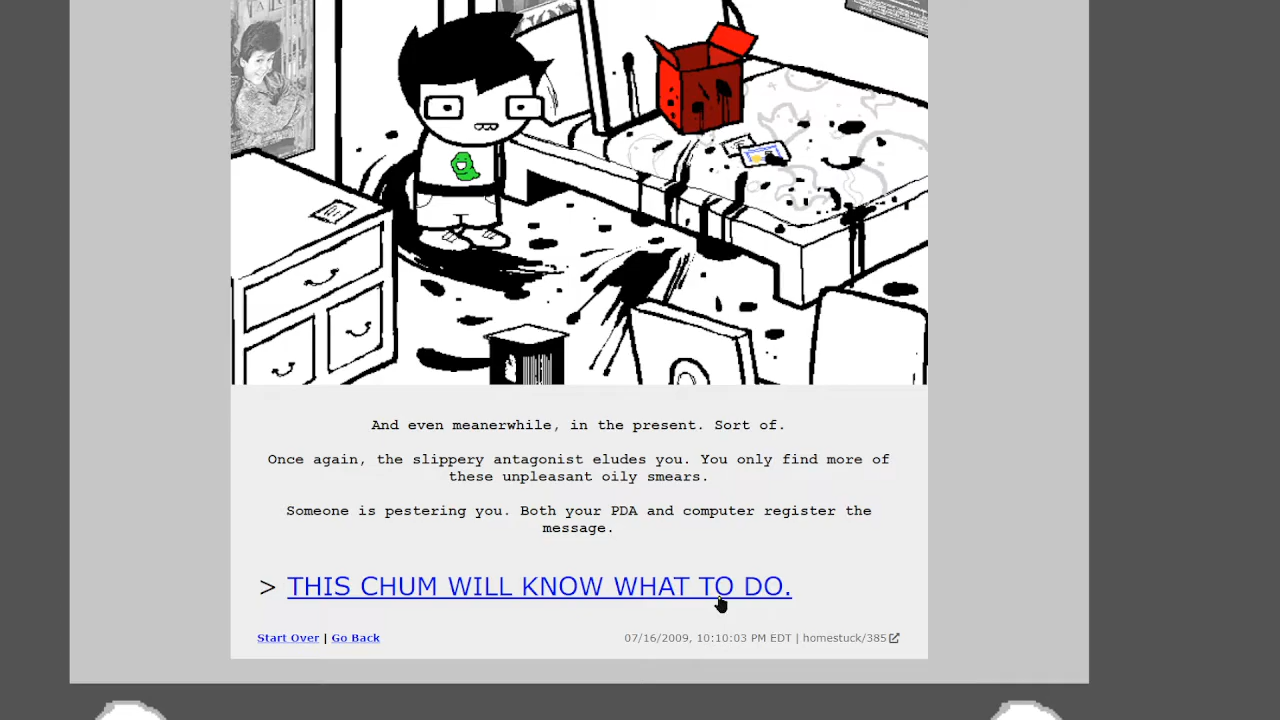 And even meanerwhile, in the present. Sort of.
Once again, the slippery antagonist eludes you. You only find more of
these unpleasant oily smears.
Someone is pestering you. Both your PDA and computer register the
message.
> THIS CHUM WILL KNOW WHAT TO DO.
Start Over | Go Back
07/16/2009, 10:10:03 PM EDT | homestuck/385